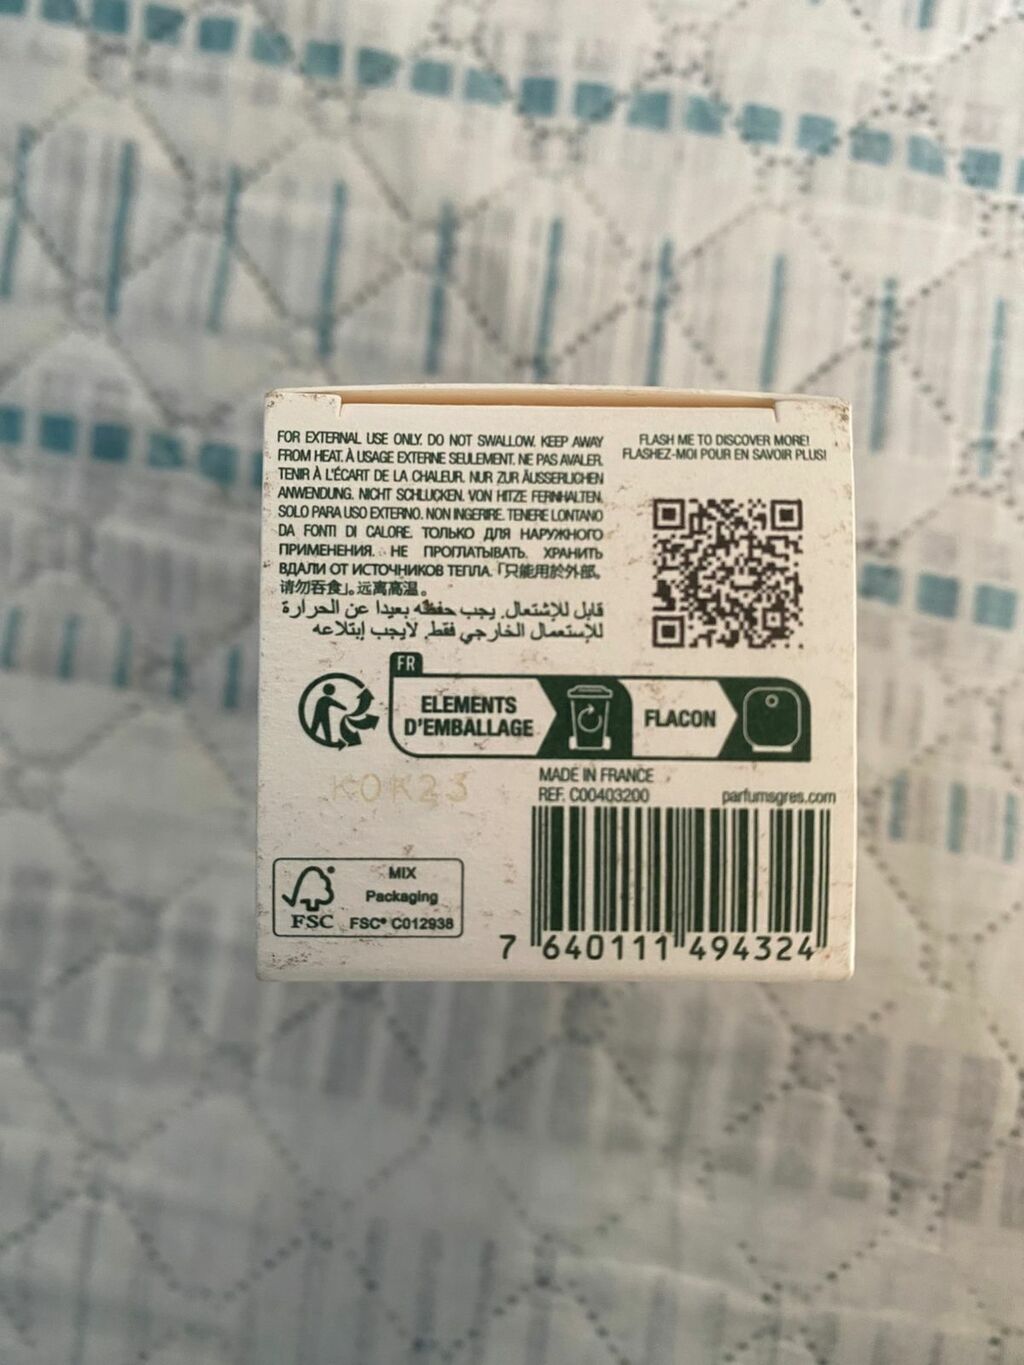 FOR EXTERNAL USE ONLY. DO NOT SWALLOW. KEEP AWAY
FROM HEAT. À USAGE EXTERNE SEULEMENT. NE PAS AVALER.
TENIR À L'ÉCART DE LA CHALEUR. NUR ZUR ÄUSSERLICHEN
ANWENDUNG. NICHT SCHLUCKEN. VON HITZE FERNHALTEN.
SOLO PARA USO EXTERNO. NON INGERIRE. TENERE LONTANO
DA FONTI DI CALORE. ТОЛЬКО ДЛЯ НАРУЖНОГО
ПРИМЕНЕНИЯ. НЕ ПРОГЛАТЫВАТЬ. ХРАНИТЬ
ВДАЛИ ОТ ИСТОЧНИКОВ ТЕПЛА. 「只能用於外部。
请勿吞食」。远离高温。
قابل للإشتعال. يجب حفظه بعيدا عن الحرارة
للإستعمال الخارجي فقط. لايجب إبتلاعه
FLASH ME TO DISCOVER MORE!
FLASHEZ-MOI POUR EN SAVOIR PLUS!
FR
ELEMENTS
D'EMBALLAGE
FLACON
K0K23
MADE IN FRANCE
REF. C00403200
parfumsgres.com
MIX
Packaging
FSC
FSC® C012938
7 640111 494324